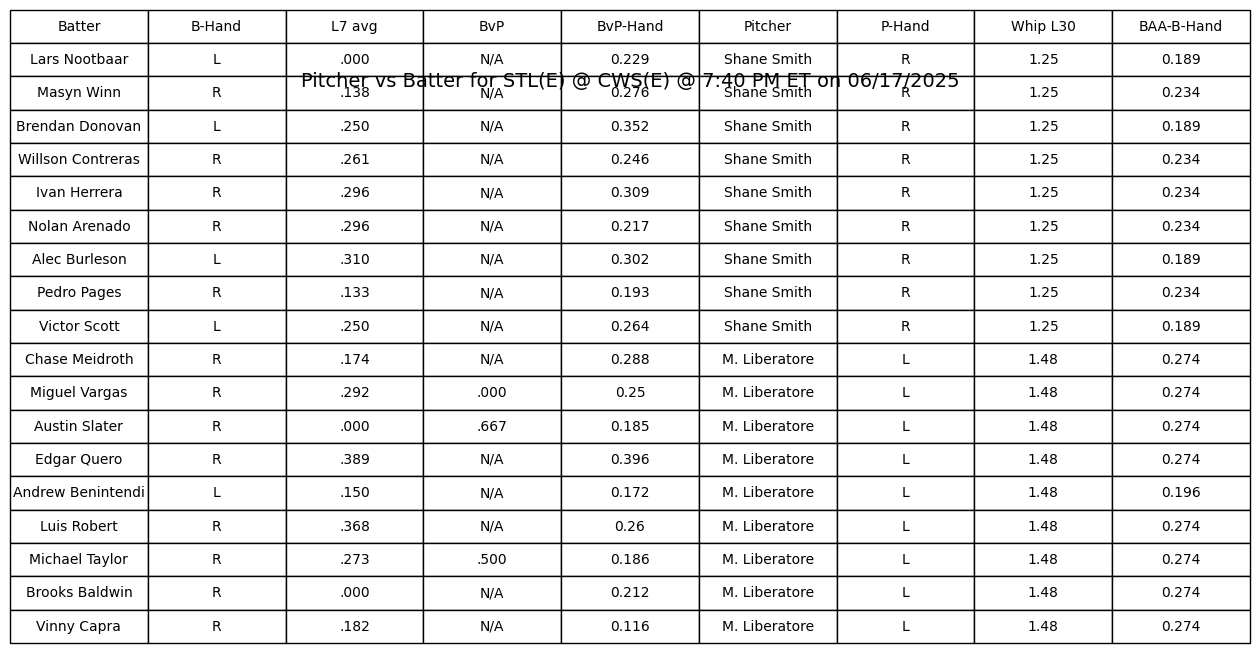 Batter B-Hand L7 avg BvP BvP-Hand Pitcher P-Hand Whip L30 BAA-B-Hand
Lars Nootbaar L .000 N/A 0.229 Shane Smith R 1.25 0.189
Pitcher vs Batter for STL(E) @ CWS(E) @ 7:40 PM ET on 06/17/2025
Masyn Winn R .138 N/A 0.276 Shane Smith R 1.25 0.234
Brendan Donovan L .250 N/A 0.352 Shane Smith R 1.25 0.189
Willson Contreras R .261 N/A 0.246 Shane Smith R 1.25 0.234
Ivan Herrera R .296 N/A 0.309 Shane Smith R 1.25 0.234
Nolan Arenado R .296 N/A 0.217 Shane Smith R 1.25 0.234
Alec Burleson L .310 N/A 0.302 Shane Smith R 1.25 0.189
Pedro Pages R .133 N/A 0.193 Shane Smith R 1.25 0.234
Victor Scott L .250 N/A 0.264 Shane Smith R 1.25 0.189
Chase Meidroth R .174 N/A 0.288 M. Liberatore L 1.48 0.274
Miguel Vargas R .292 .000 0.25 M. Liberatore L 1.48 0.274
Austin Slater R .000 .667 0.185 M. Liberatore L 1.48 0.274
Edgar Quero R .389 N/A 0.396 M. Liberatore L 1.48 0.274
Andrew Benintendi L .150 N/A 0.172 M. Liberatore L 1.48 0.196
Luis Robert R .368 N/A 0.26 M. Liberatore L 1.48 0.274
Michael Taylor R .273 .500 0.186 M. Liberatore L 1.48 0.274
Brooks Baldwin R .000 N/A 0.212 M. Liberatore L 1.48 0.274
Vinny Capra R .182 N/A 0.116 M. Liberatore L 1.48 0.274